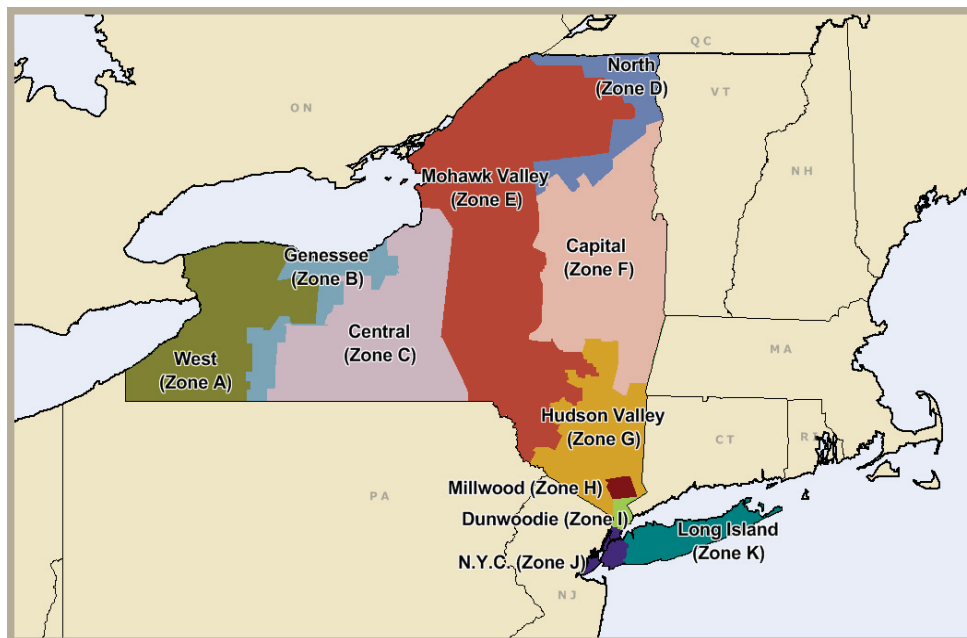 QC
North
(Zone D)
VT
ON
NH
Mohawk Valley
(Zone E)
Capital
(Zone F)
Genessee
(Zone B)
Central
(Zone C)
West
(Zone A)
MA
Hudson Valley
(Zone G)
CT
RI
PA
Millwood (Zone H)
Dunwoodie (Zone I)
Long Island
(Zone K)
N.Y.C. (Zone J)
NJ